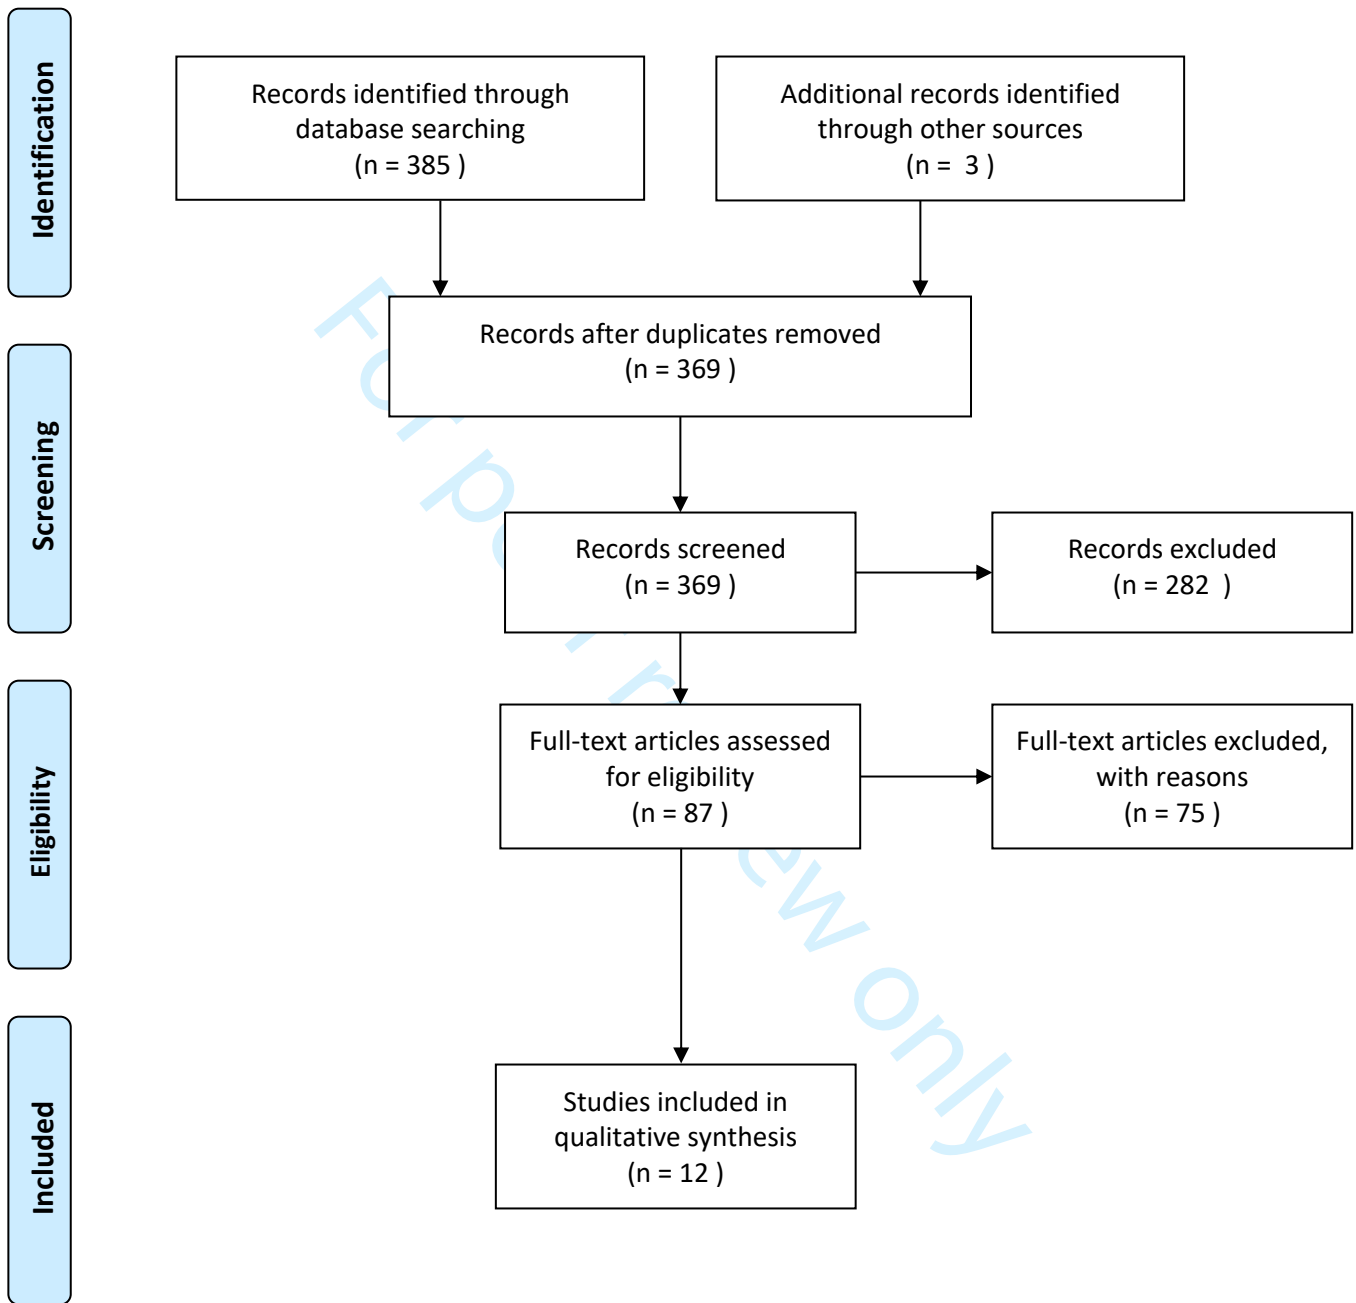 Identification
Records identified through
database searching
(n = 385 )
Additional records identified
through other sources
(n =  3 )
Screening
Records after duplicates removed
(n = 369 )
Records screened
(n = 369 )
Records excluded
(n = 282  )
Eligibility
Full-text articles assessed
for eligibility
(n = 87 )
Full-text articles excluded,
with reasons
(n = 75 )
Included
Studies included in
qualitative synthesis
(n = 12 )
For peer review only